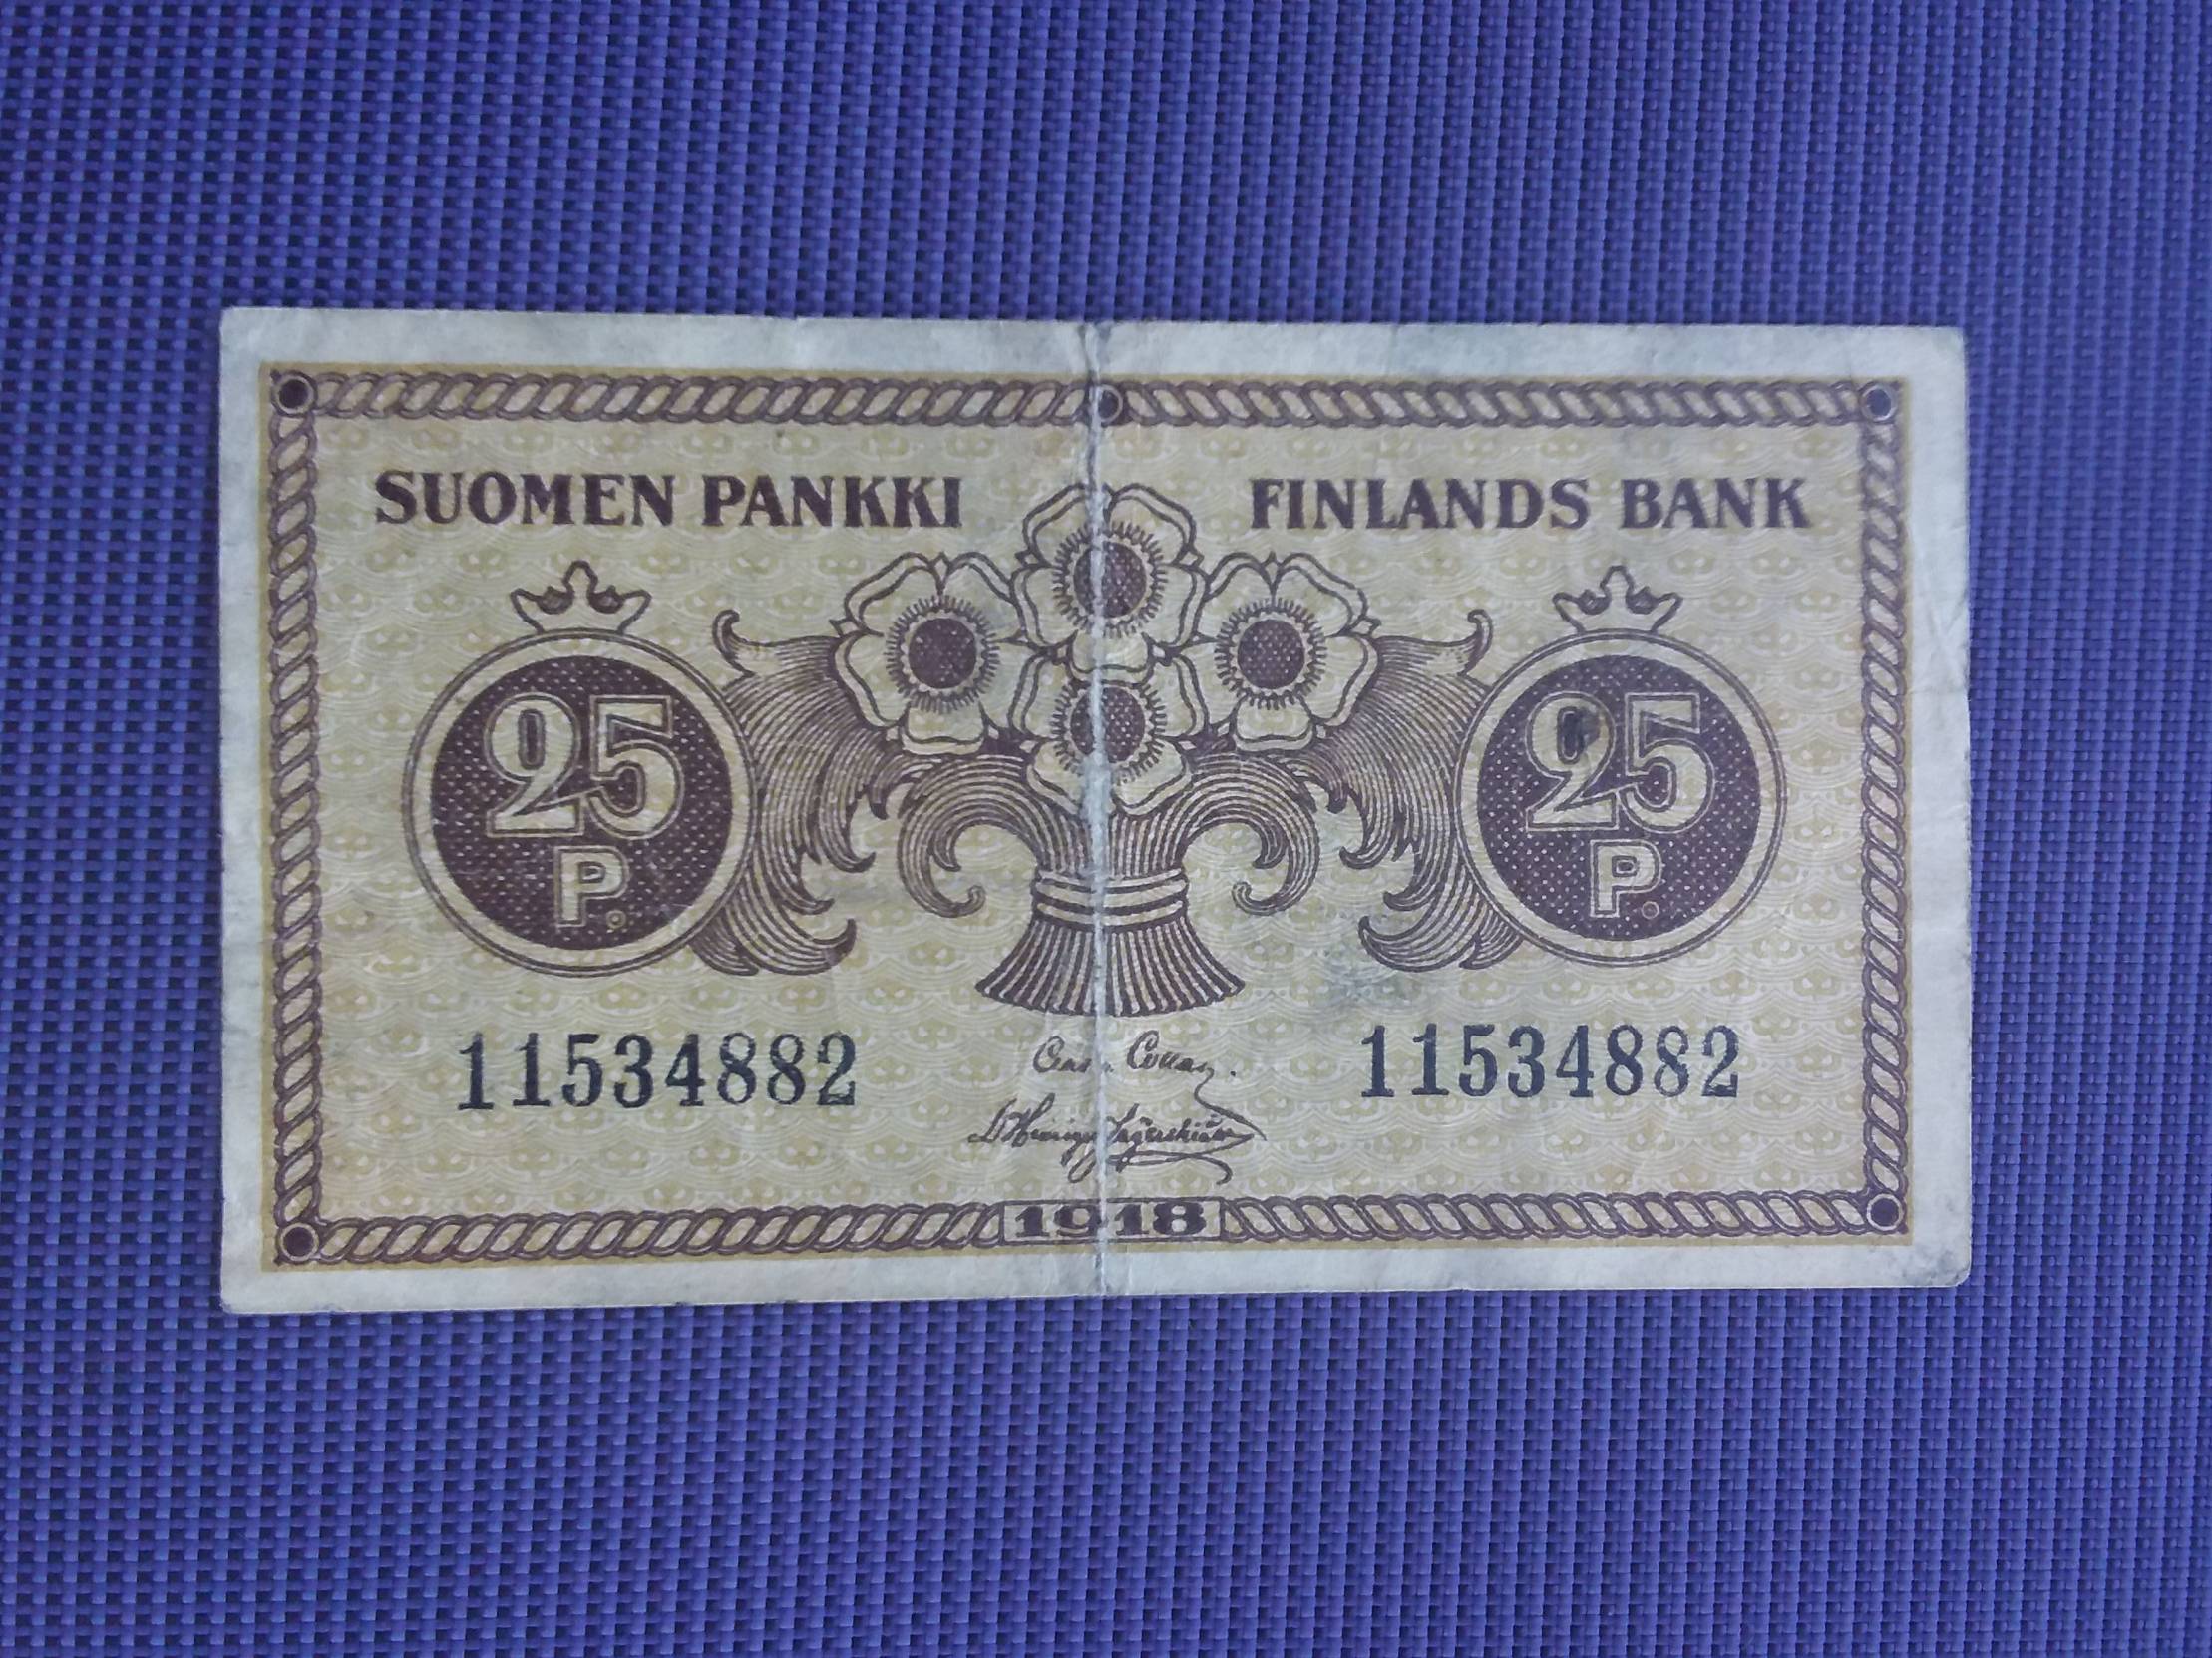 SUOMEN PANKKI
FINLANDS BANK
25
P.
25
P.
11534882
11534882
1918